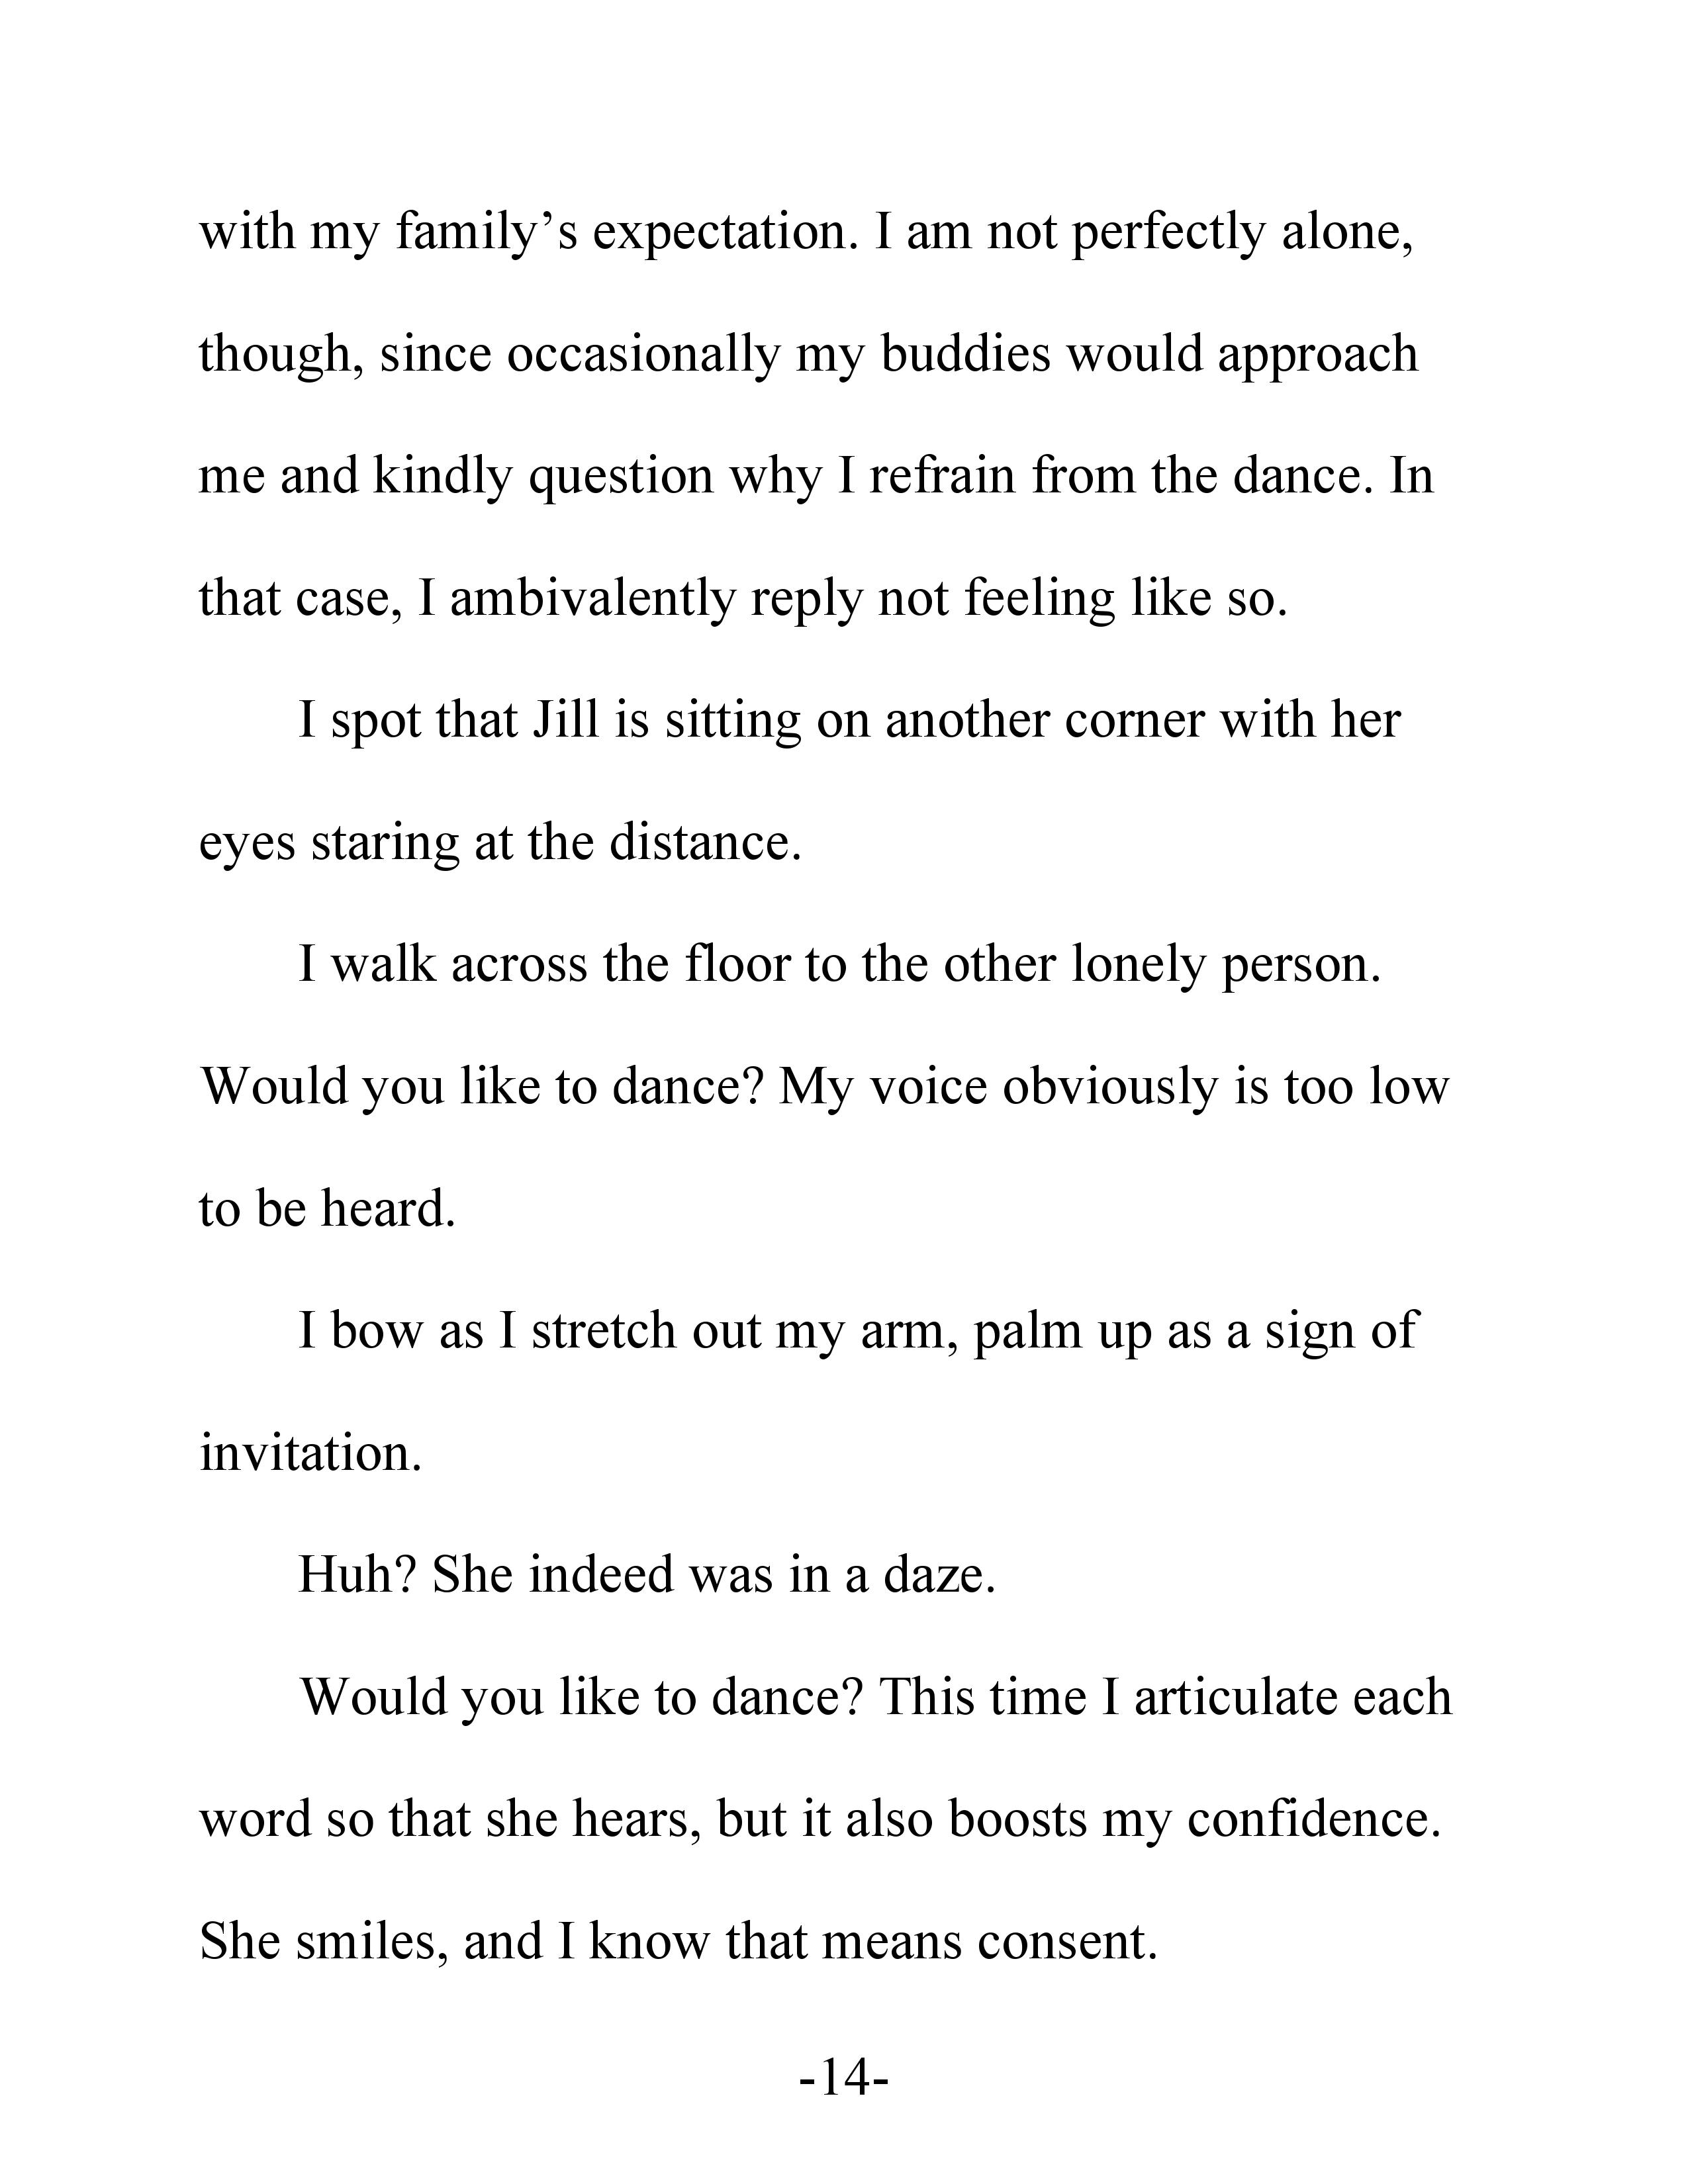 with my family’s expectation. I am not perfectly alone,
though, since occasionally my buddies would approach
me and kindly question why I refrain from the dance. In
that case, I ambivalently reply not feeling like so.
I spot that Jill is sitting on another corner with her
eyes staring at the distance.
I walk across the floor to the other lonely person.
Would you like to dance? My voice obviously is too low
to be heard.
I bow as I stretch out my arm, palm up as a sign of
invitation.
Huh? She indeed was in a daze.
Would you like to dance? This time I articulate each
word so that she hears, but it also boosts my confidence.
She smiles, and I know that means consent.
-14-